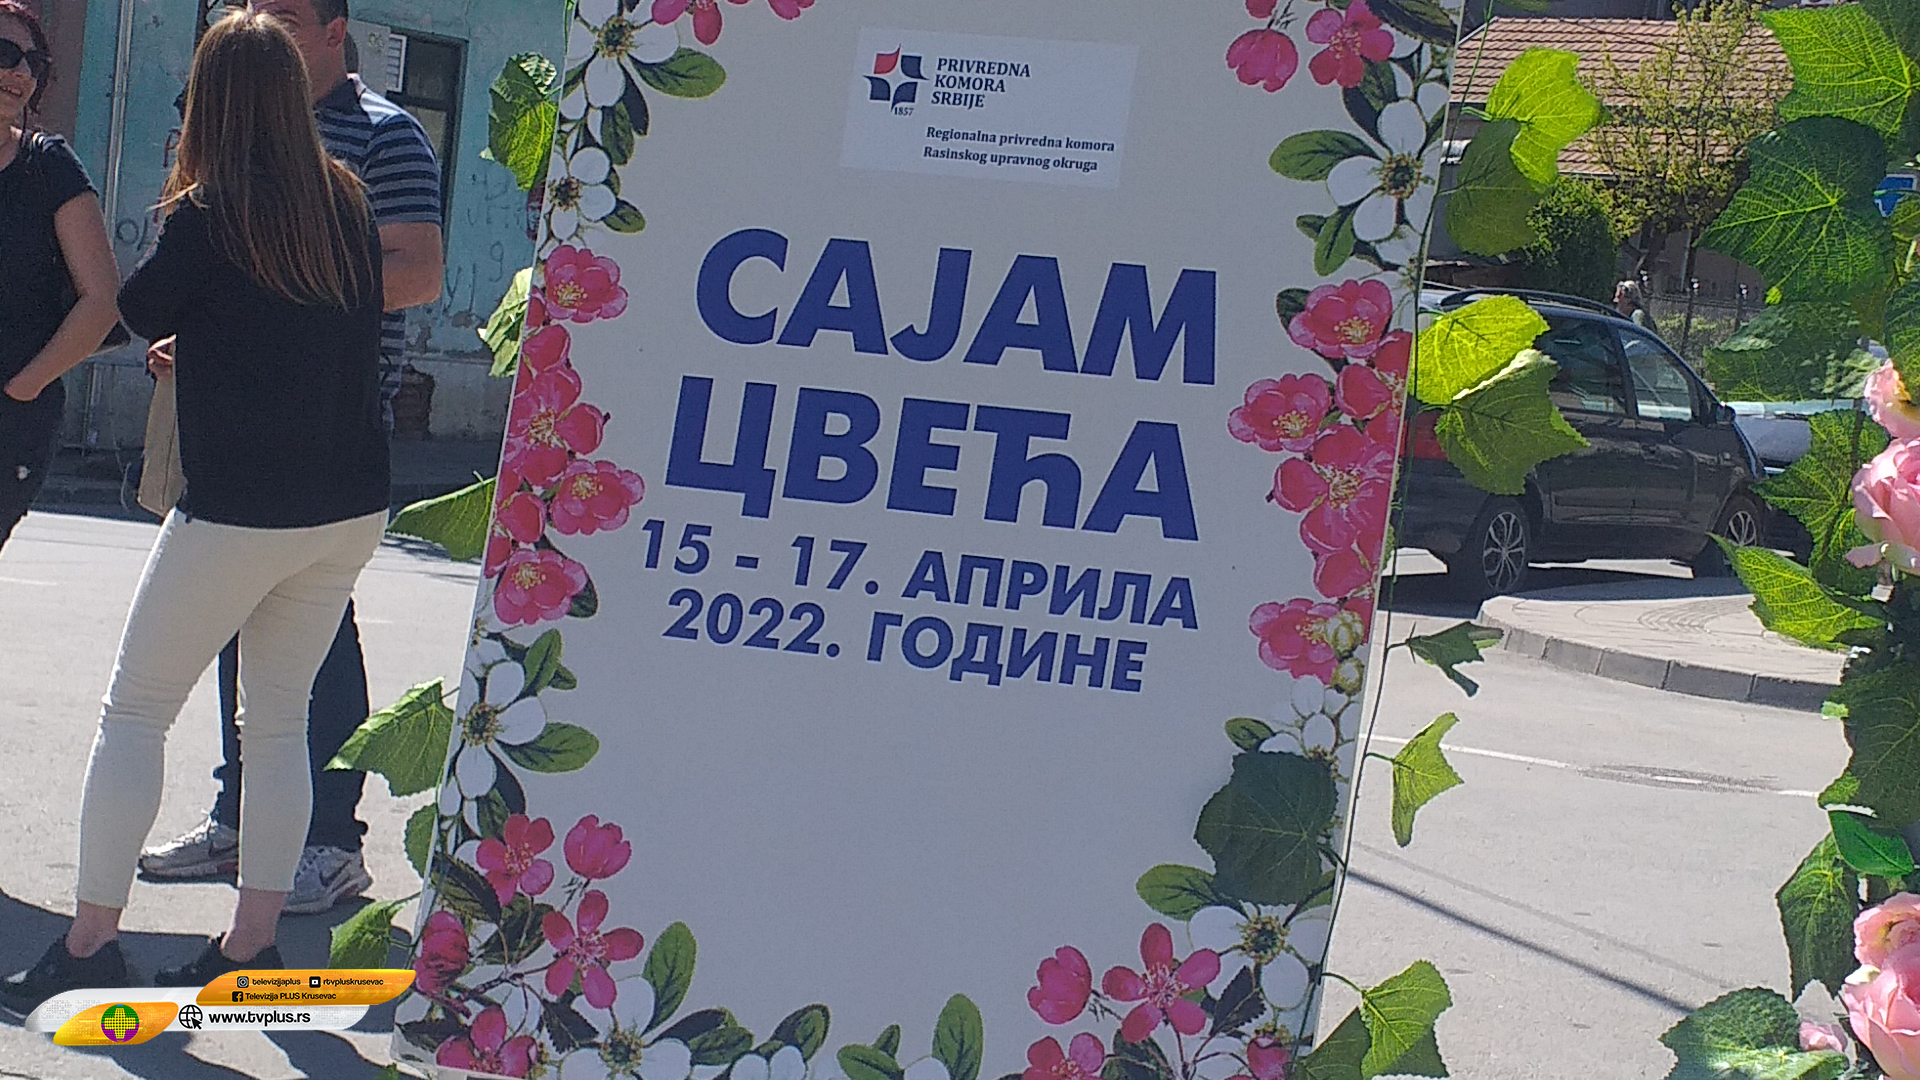 PRIVREDNA
KOMORA
SRBIJE
1857
Regionalna privredna komora
Rasinskog upravnog okruga
САЈАМ
ЦВЕЋА
15 - 17. АПРИЛА
2022. ГОДИНЕ
televizijaplus rtvpluskrusevac
Televizija PLUS Krusevac
www.tvplus.rs